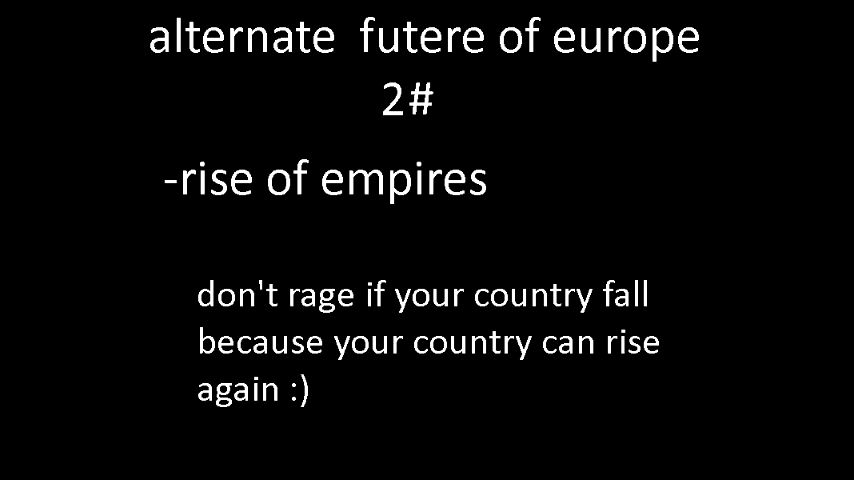 alternate  futere of europe
2#
-rise of empires
don't rage if your country fall
because your country can rise
again :)